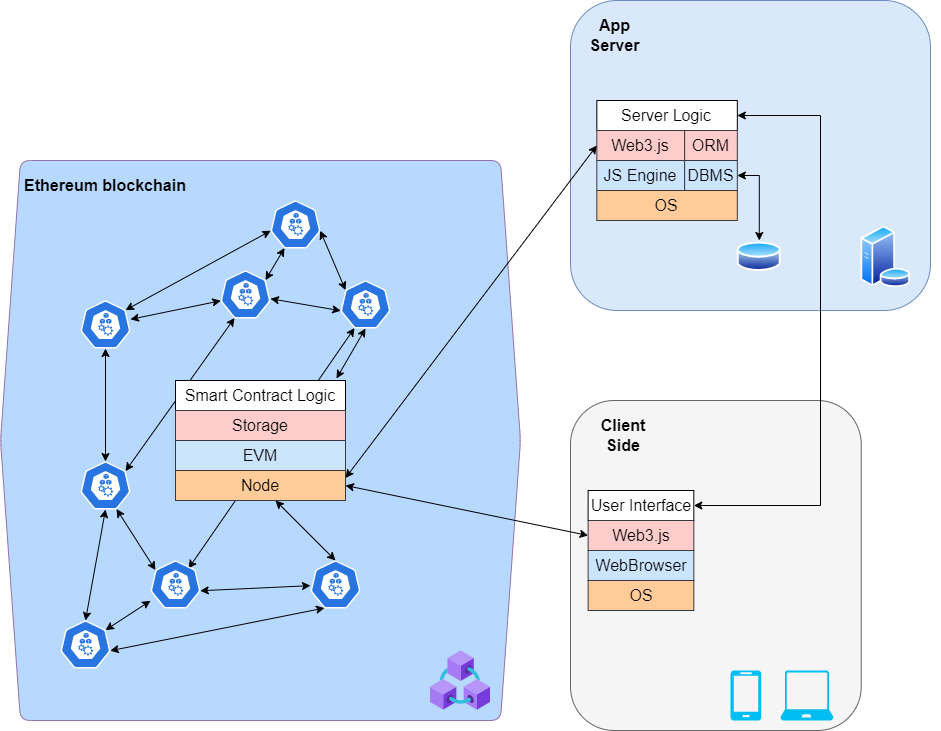 App
Server
Server Logic
Web3.js
ORM
JS Engine
DBMS
OS
Ethereum blockchain
Smart Contract Logic
Storage
EVM
Node
Client
Side
User Interface
Web3.js
WebBrowser
OS